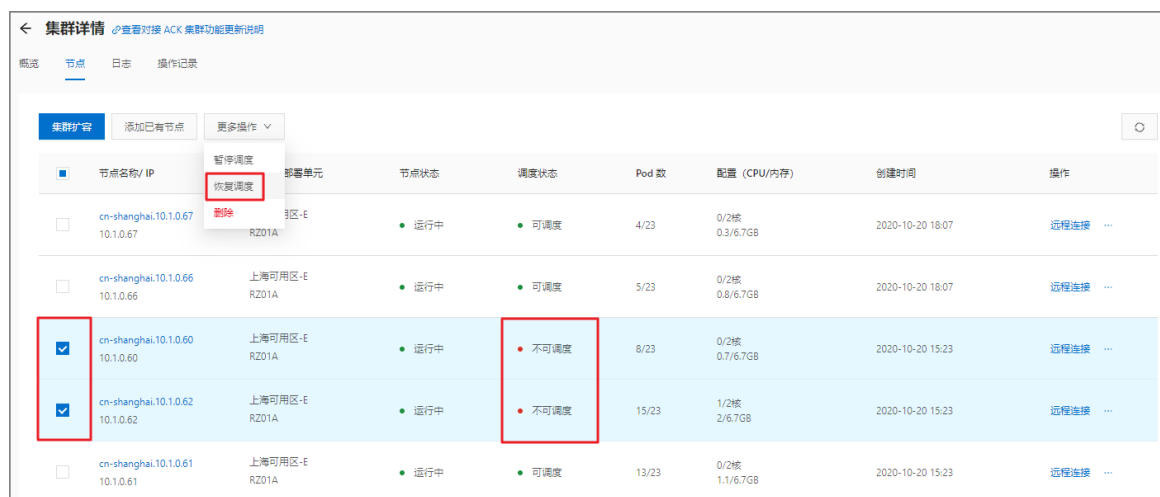 集群详情 查看对接 ACK 集群功能更新说明
概览 节点 日志 操作记录
集群扩容 添加已有节点 更多操作
暂停调度
恢复调度
删除
节点名称/ IP 部署单元 节点状态 调度状态 Pod 数 配置（CPU/内存） 创建时间 操作
cn-shanghai.10.1.0.67 用区-E
10.1.0.67 RZ01A 运行中 可调度 4/23 0/2核 2020-10-20 18:07 远程连接 ···
0.3/6.7GB
cn-shanghai.10.1.0.66 上海可用区-E
10.1.0.66 RZ01A 运行中 可调度 5/23 0/2核 2020-10-20 18:07 远程连接 ···
0.8/6.7GB
cn-shanghai.10.1.0.60 上海可用区-E
10.1.0.60 RZ01A 运行中 不可调度 8/23 0/2核 2020-10-20 15:23 远程连接 ···
0.7/6.7GB
cn-shanghai.10.1.0.62 上海可用区-E
10.1.0.62 RZ01A 运行中 不可调度 15/23 1/2核 2020-10-20 15:23 远程连接 ···
2/6.7GB
cn-shanghai.10.1.0.61 上海可用区-E
10.1.0.61 RZ01A 运行中 可调度 13/23 0/2核 2020-10-20 15:23 远程连接 ···
1.1/6.7GB